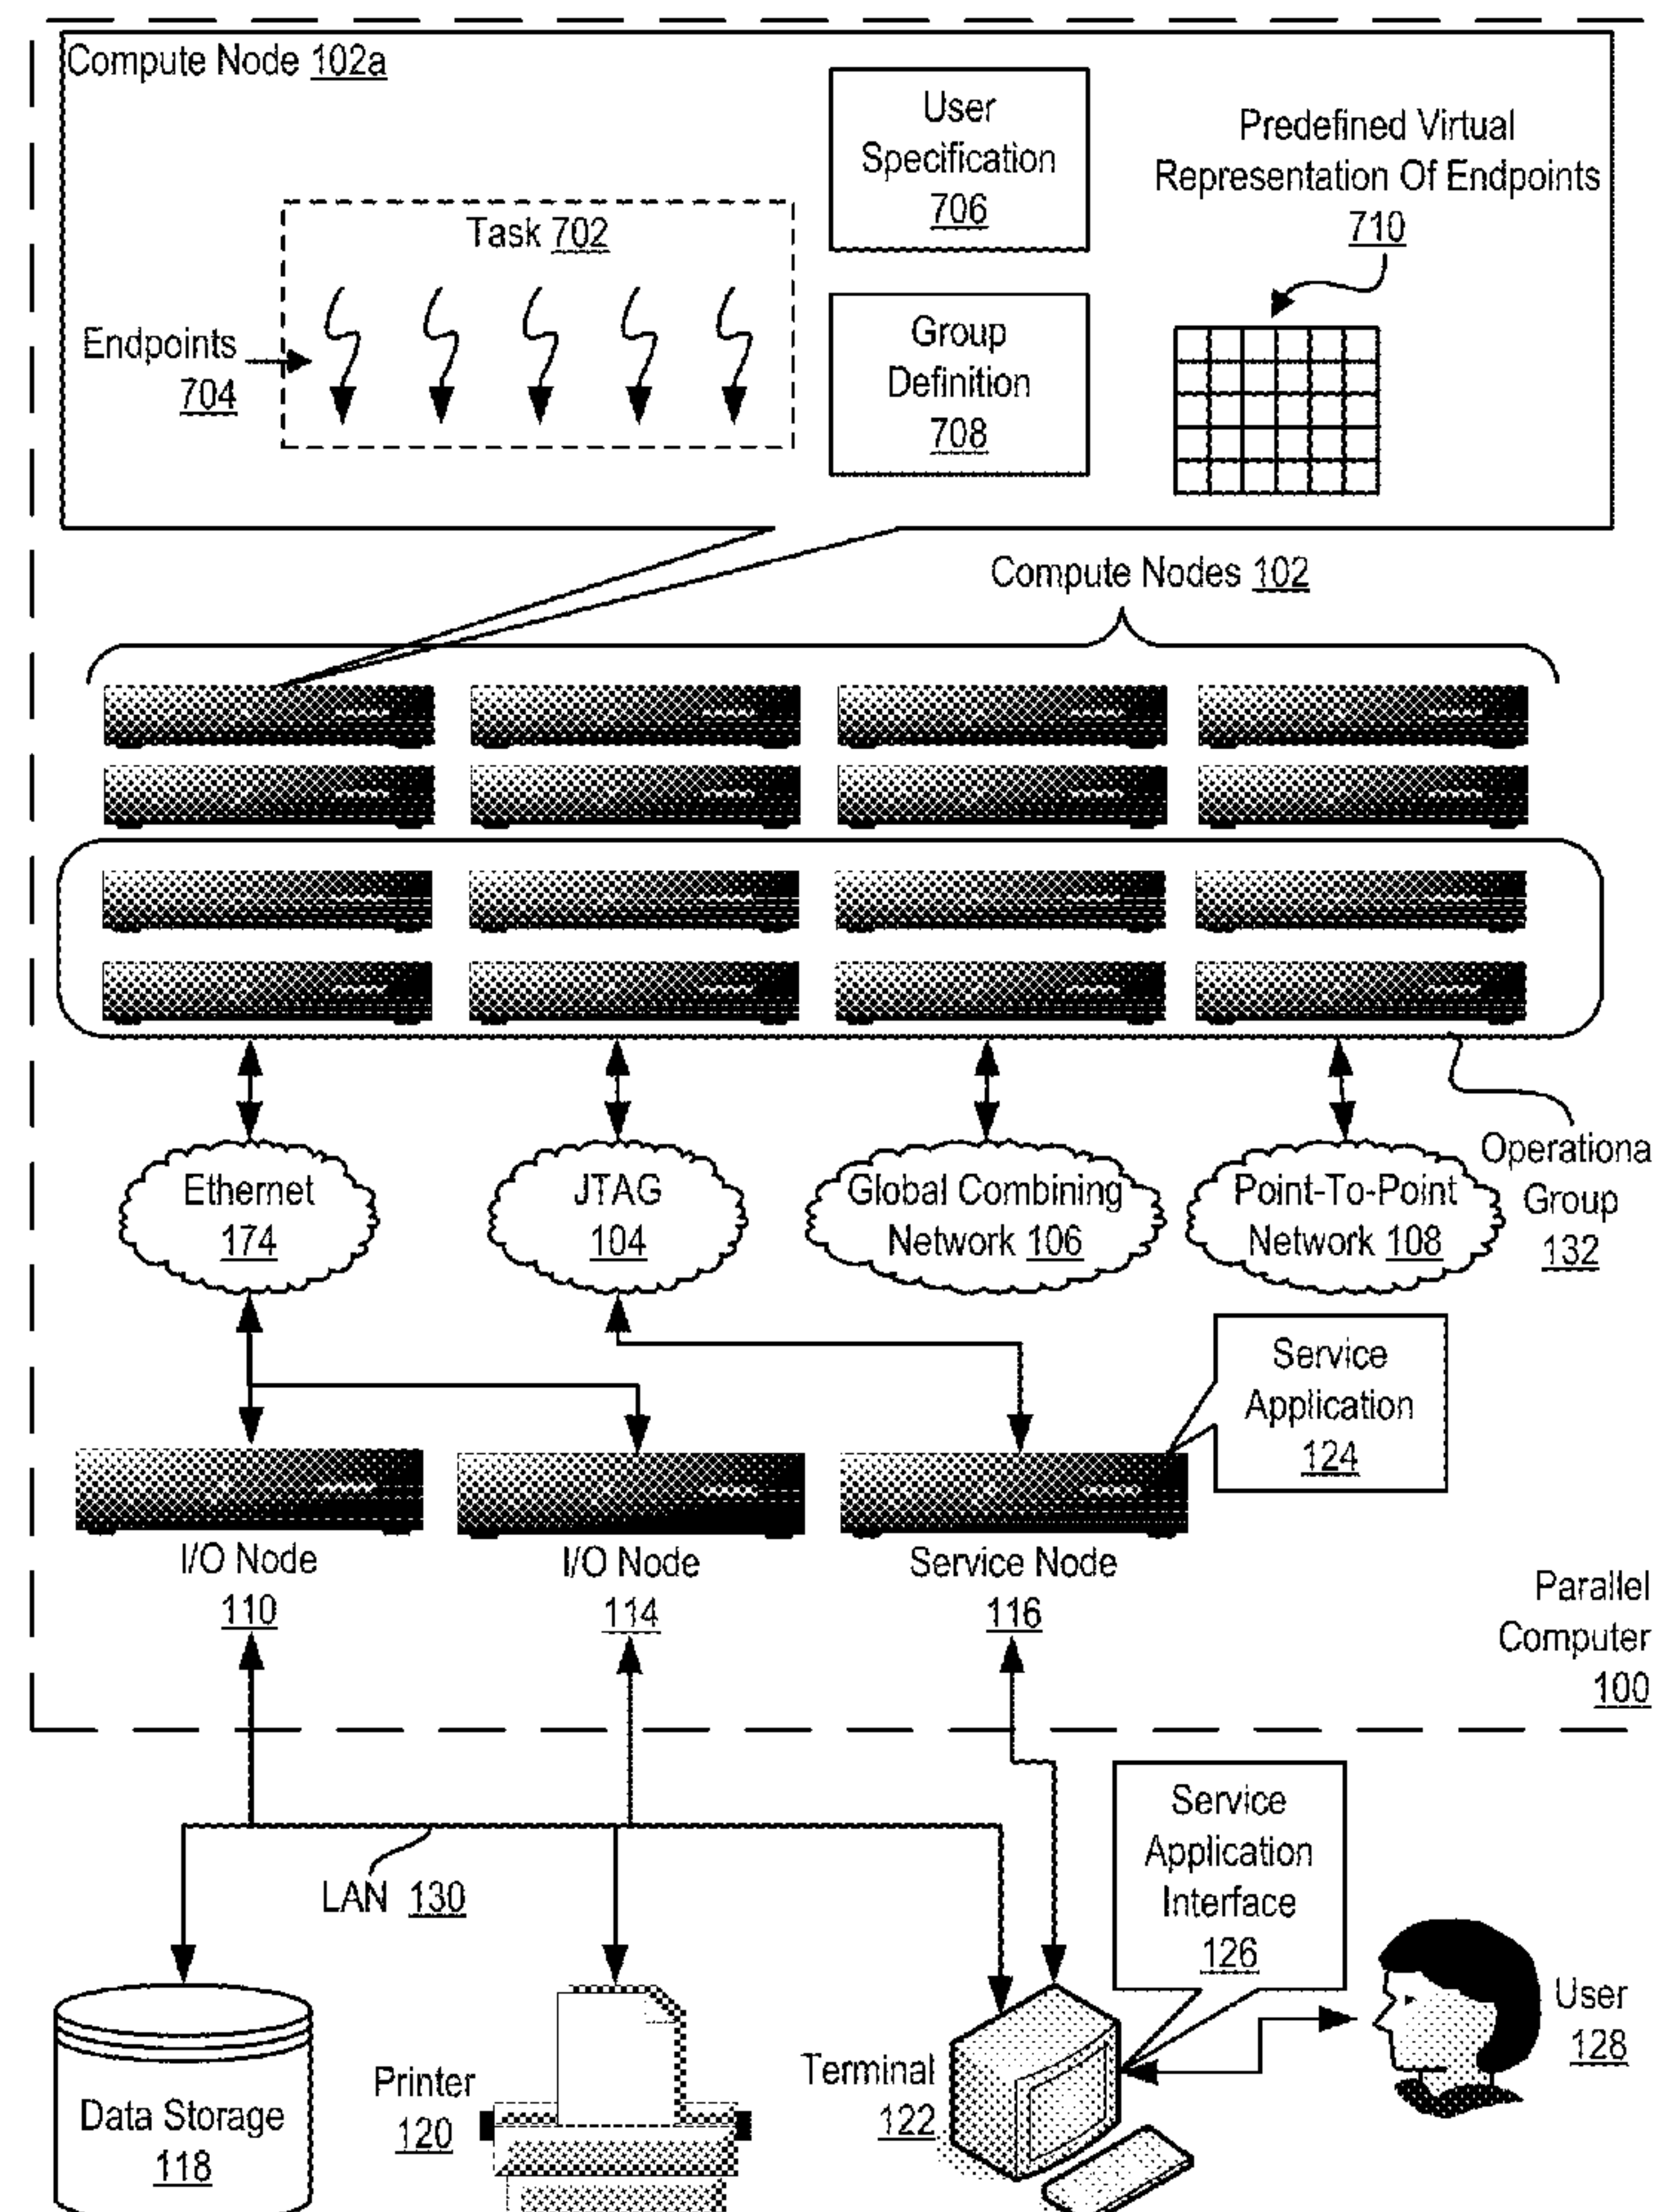 Compute Node 102a
User
Specification
706
Predefined Virtual
Representation Of Endpoints
710
Task 702
Endpoints
704
Group
Definition
708
Compute Nodes 102
Ethernet
174
JTAG
104
Global Combining
Network 106
Point-To-Point
Network 108
Operationa
Group
132
Service
Application
124
I/O Node
110
I/O Node
114
Service Node
116
Parallel
Computer
100
LAN 130
Service
Application
Interface
126
Data Storage
118
Printer
120
Terminal
122
User
128